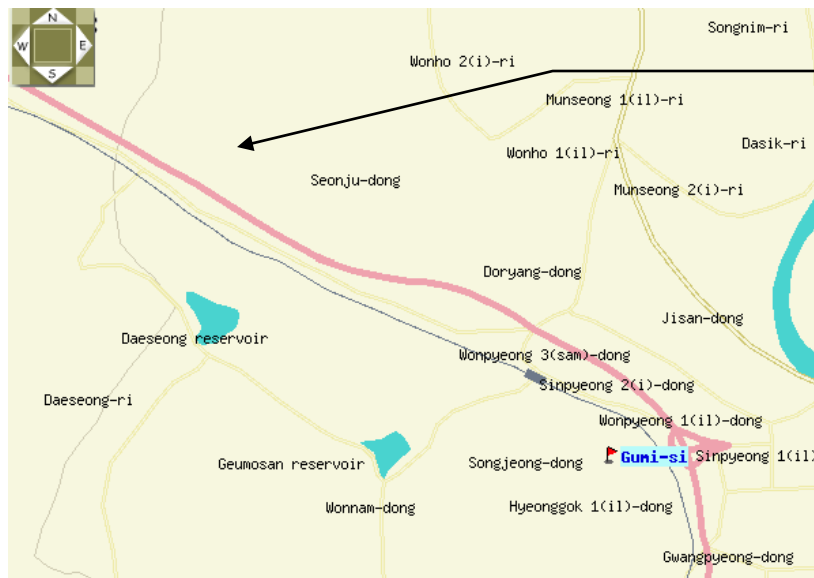 N
W E
S
Songnim-ri
Wonho 2(i)-ri
Munseong 1(il)-ri
Dasik-ri
Wonho 1(il)-ri
Seonju-dong
Munseong 2(i)-ri
Doryang-dong
Jisan-dong
Daeseong reservoir
Wonpyeong 3(sam)-dong
Sinpyeong 2(i)-dong
Daeseong-ri
Wonpyeong 1(il)-dong
Gumi-si
Sinpyeong 1(il)
Geumosan reservoir
Songjeong-dong
Wonnam-dong
Hyeonggok 1(il)-dong
Gwangpyeong-dong